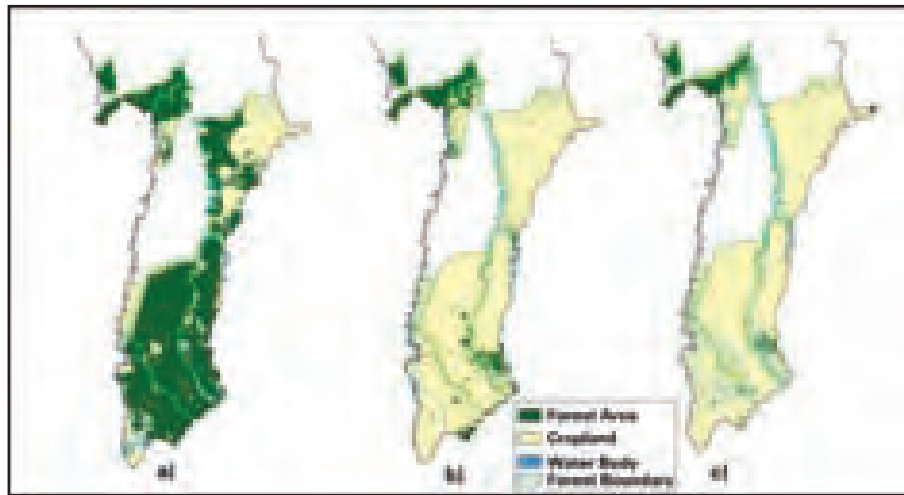 a)
b)
c)
Forest Area
Cropland
Water Body
Forest Boundary